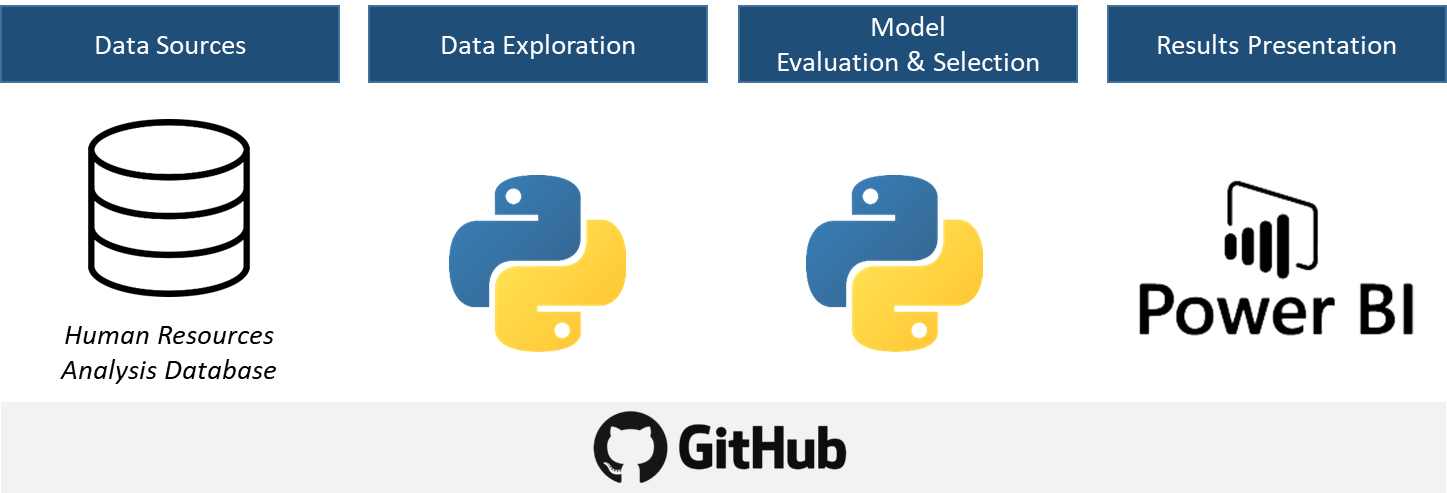 Data Sources
Data Exploration
Model
Evaluation & Selection
Results Presentation
Human Resources
Analysis Database
Power BI
GitHub